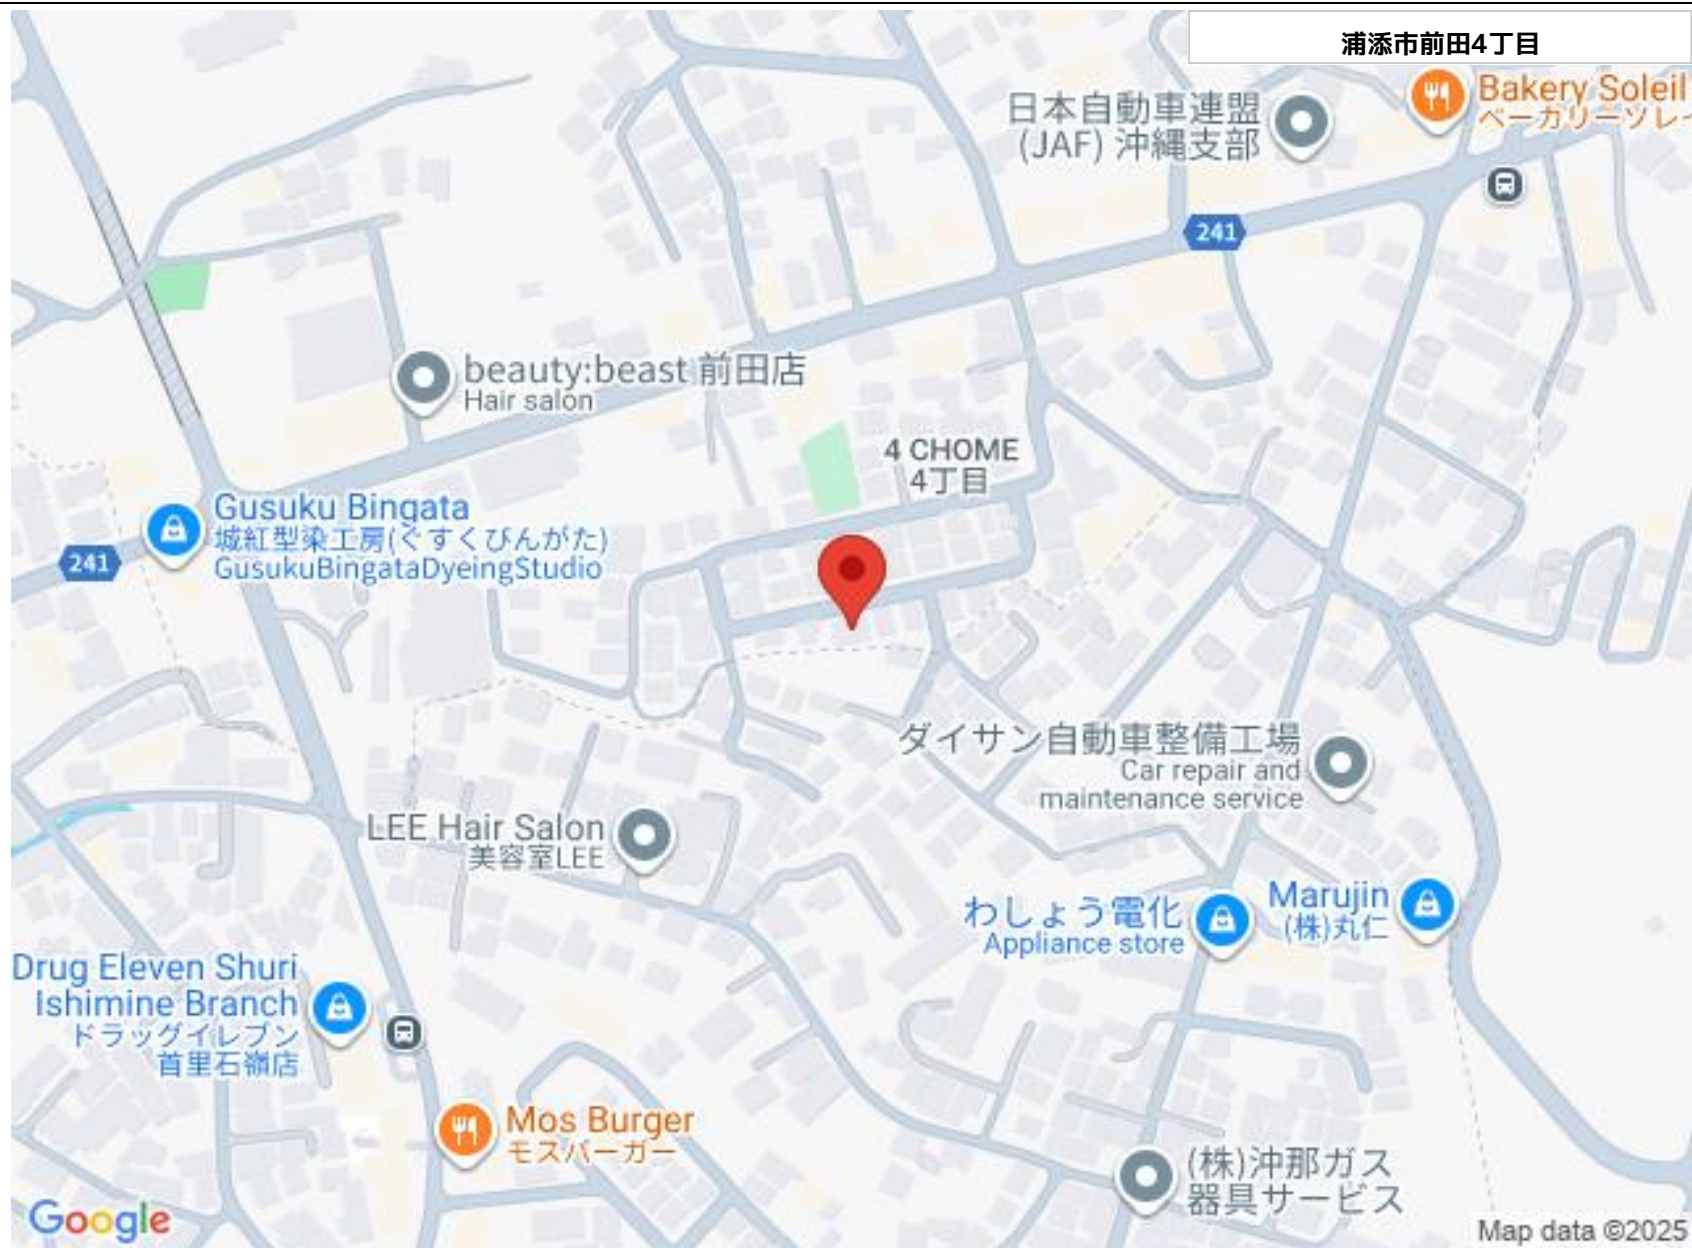 浦添市前田4丁目
Bakery Soleil
ベーカリーソレイ
日本自動車連盟
(JAF) 沖縄支部
241
beauty:beast 前田店
Hair salon
4 CHOME
4丁目
Gusuku Bingata
城紅型染工房(ぐすくびんがた)
GusukuBingataDyeingStudio
241
ダイサン自動車整備工場
Car repair and
maintenance service
LEE Hair Salon
美容室LEE
わしょう電化
Appliance store
Marujin
(株)丸仁
Drug Eleven Shuri
Ishimine Branch
ドラッグイレブン
首里石嶺店
Mos Burger
モスバーガー
(株)沖那ガス
器具サービス
Google
Map data ©2025